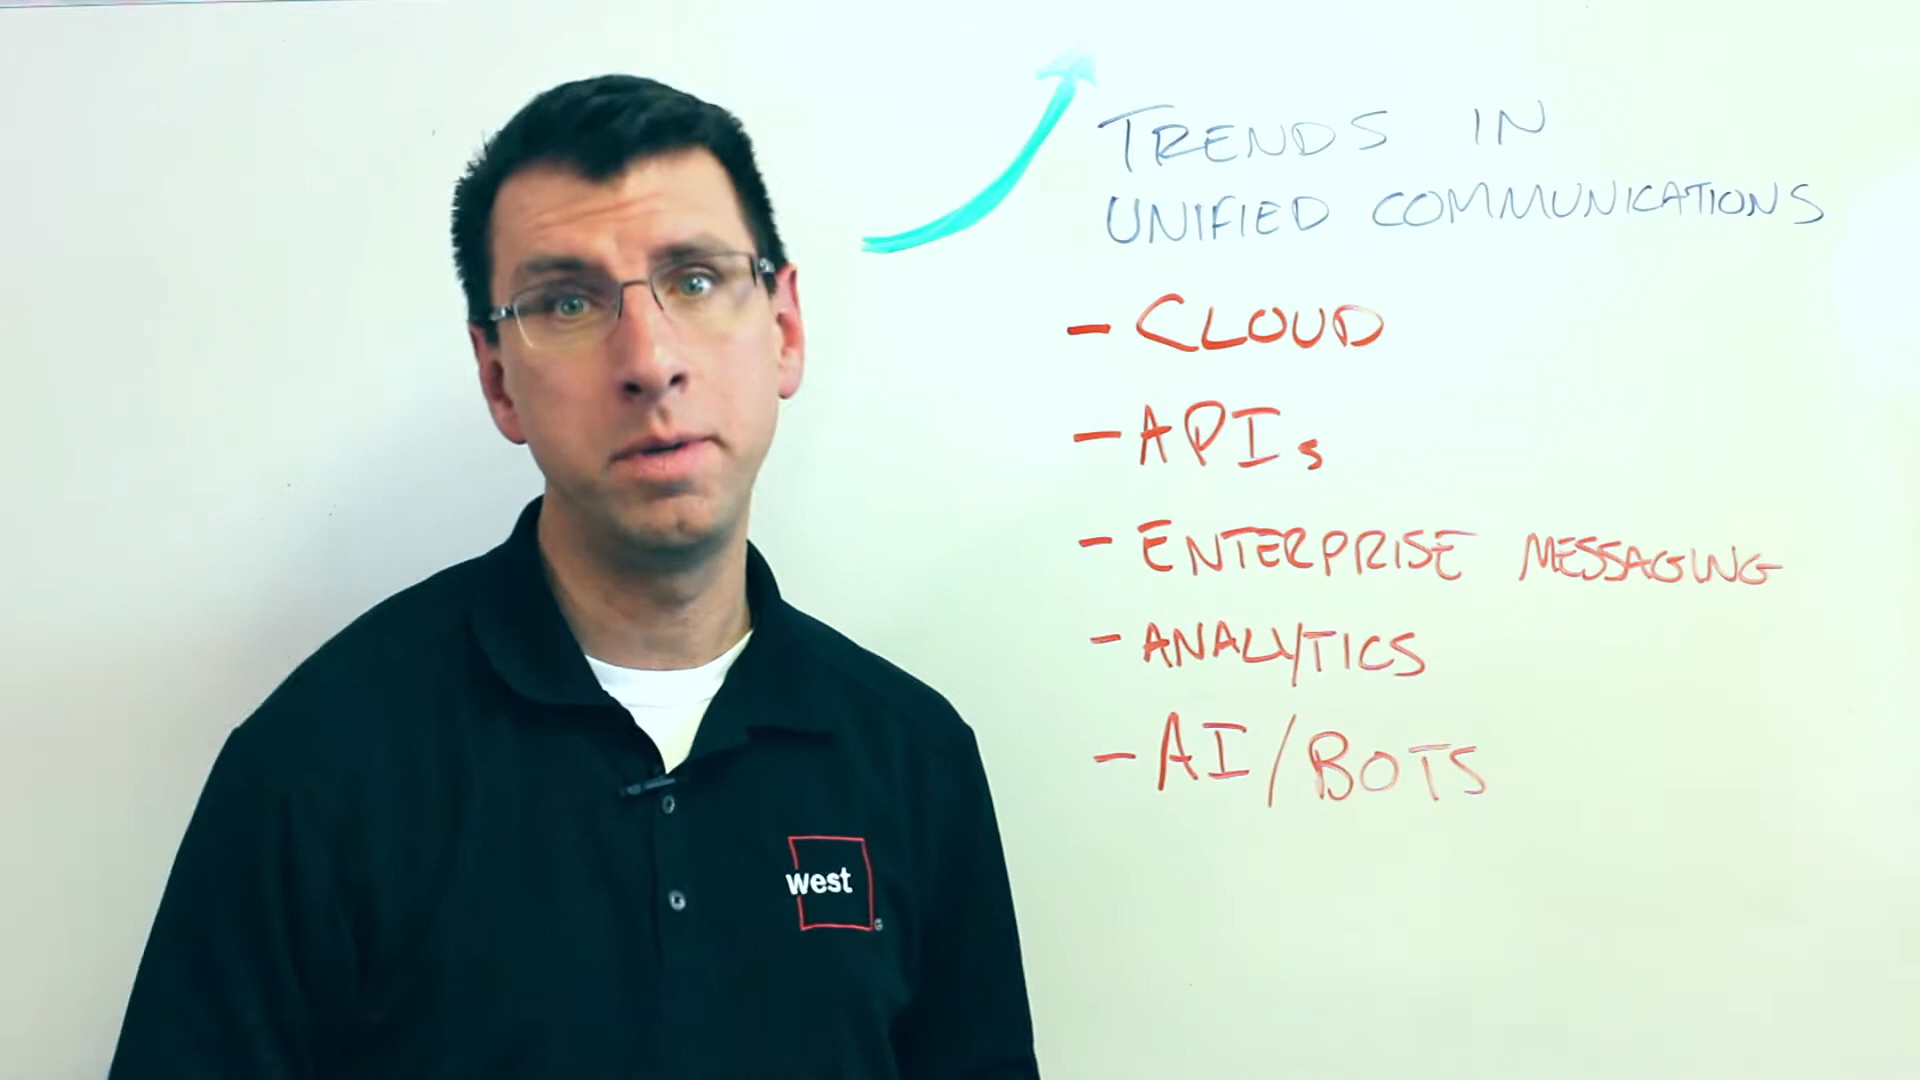 TRENDS IN
UNIFIED COMMUNICATIONS
- CLOUD
- APIs
- ENTERPRISE MESSAGING
- ANALYTICS
- AI/BOTS
west
®